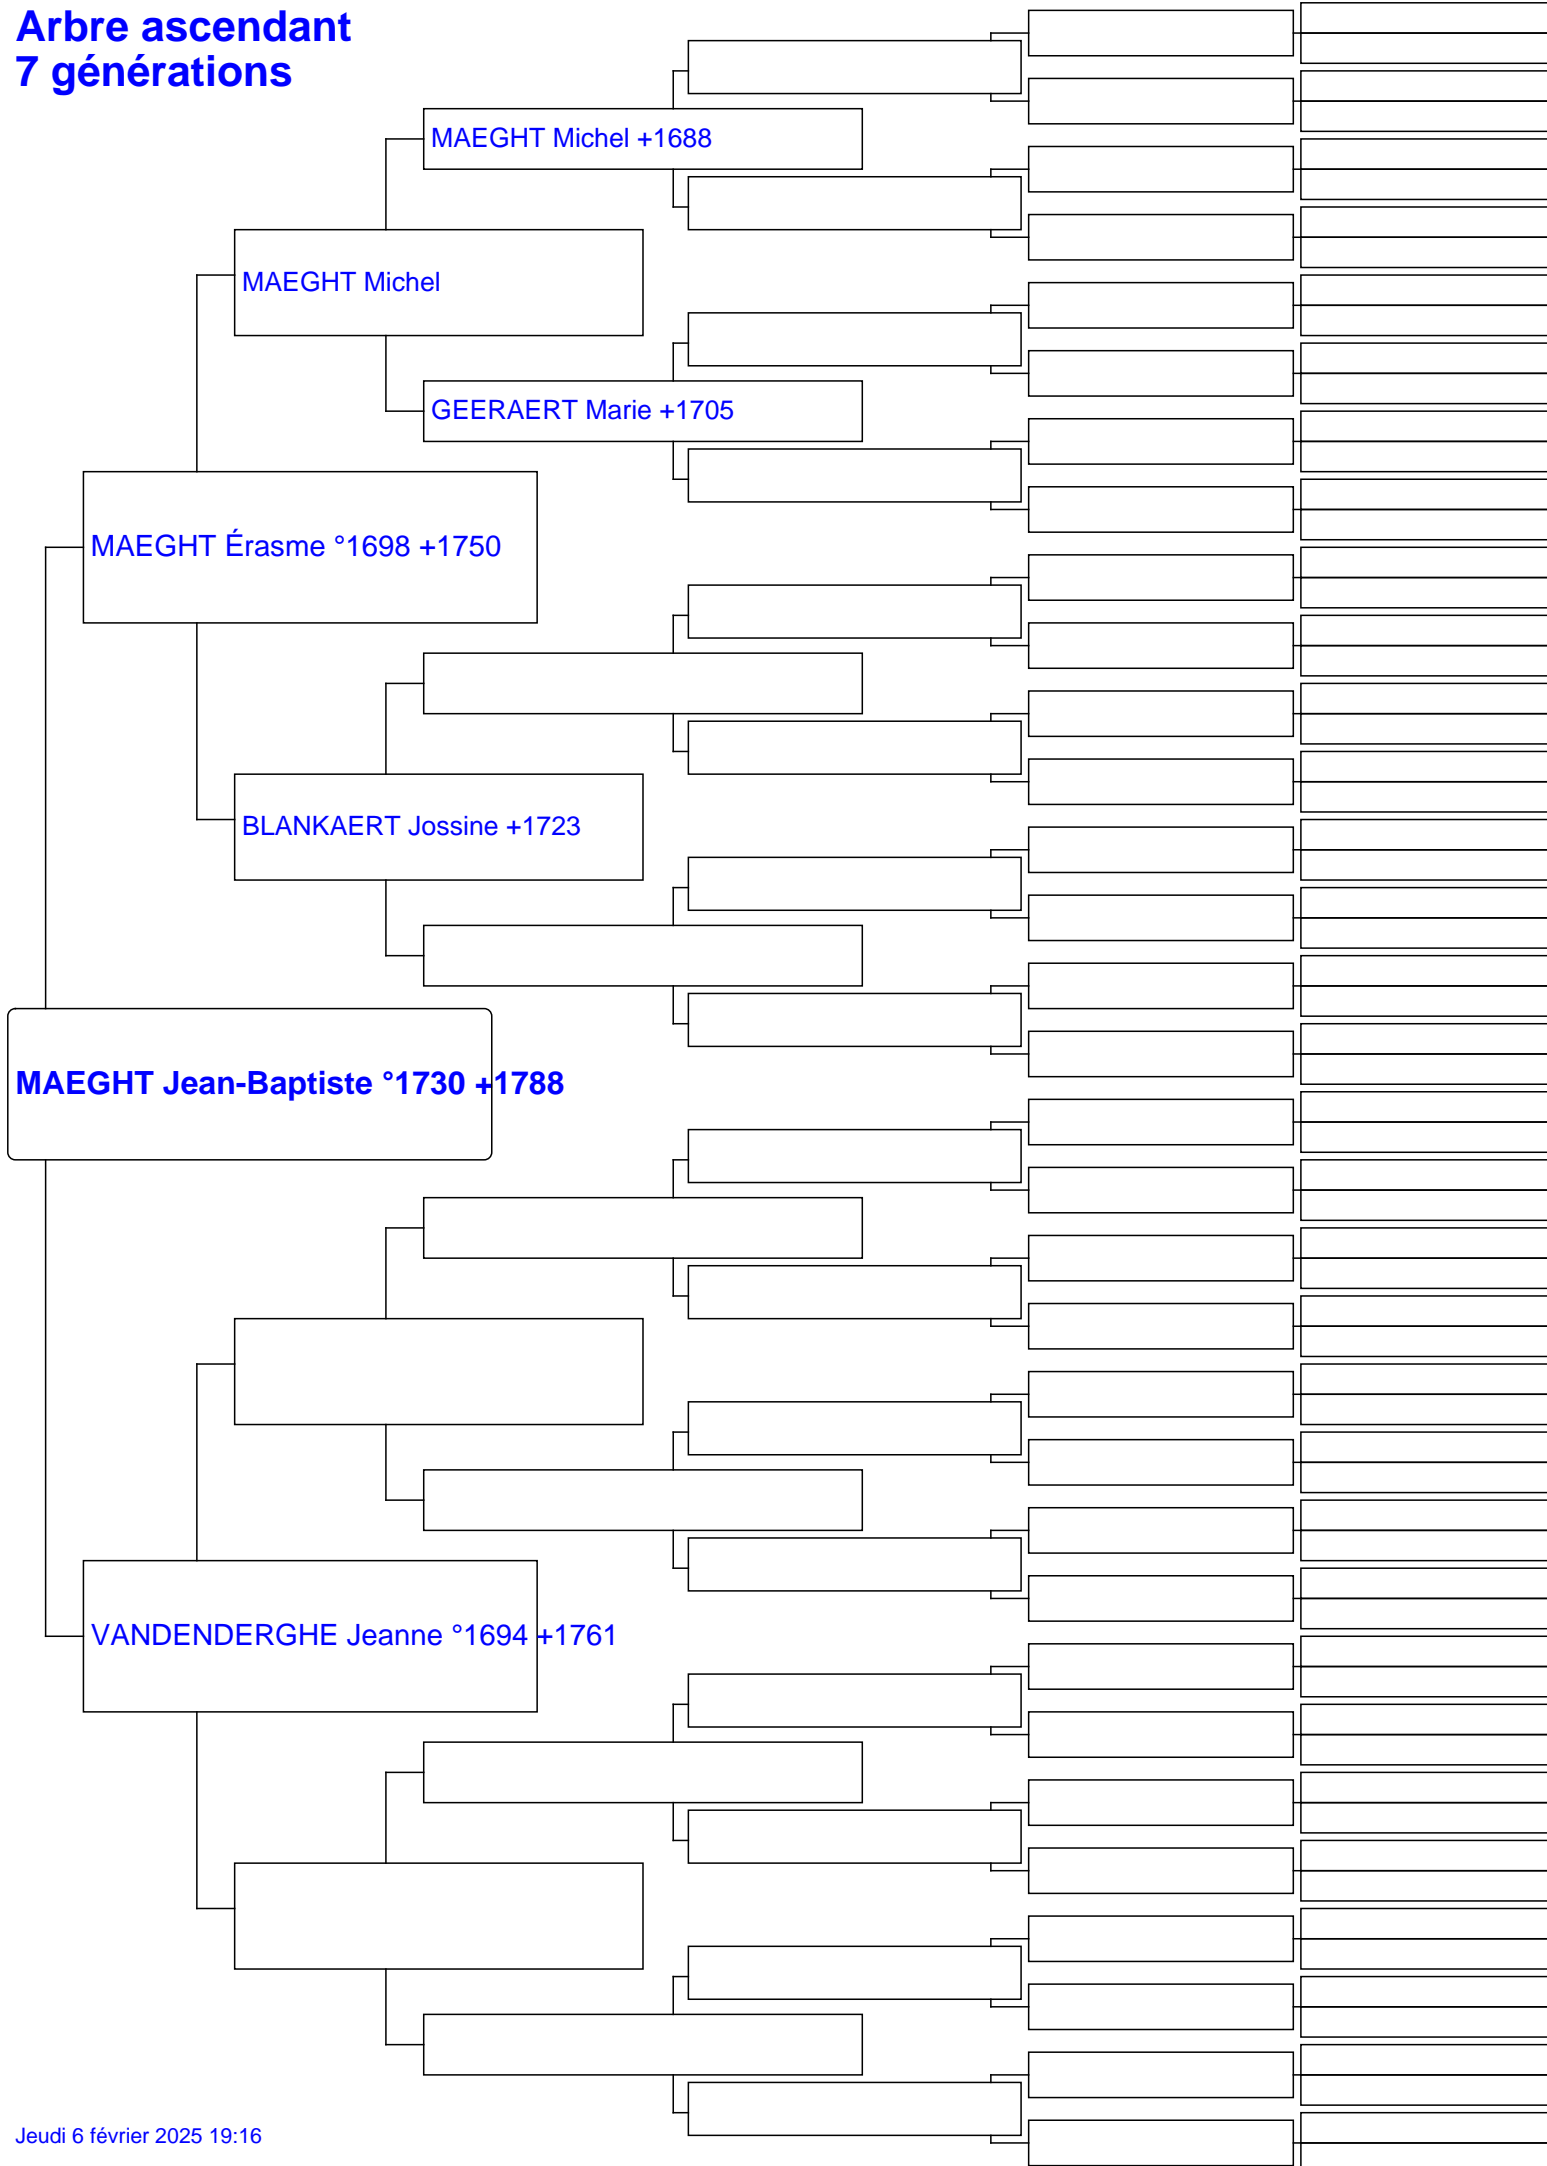 Arbre ascendant
7 générations
MAEGHT Michel +1688
MAEGHT Michel
GEERAERT Marie +1705
MAEGHT Érasme °1698 +1750
BLANKAERT Jossine +1723
MAEGHT Jean-Baptiste °1730 +1788
VANDENDERGHE Jeanne °1694 +1761
Jeudi 6 février 2025 19:16